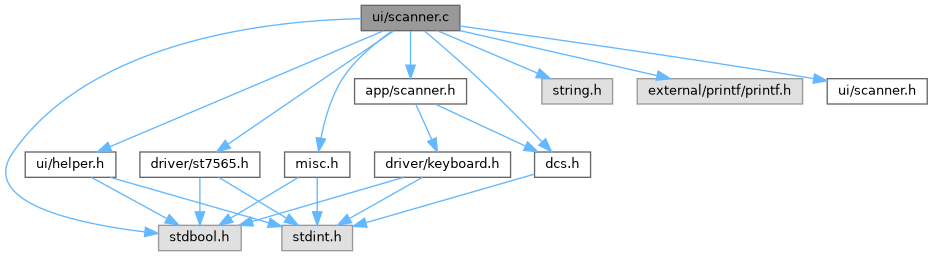 ui/scanner.c
app/scanner.h
string.h
external/printf/printf.h
ui/scanner.h
ui/helper.h
driver/st7565.h
misc.h
driver/keyboard.h
dcs.h
stdbool.h
stdint.h